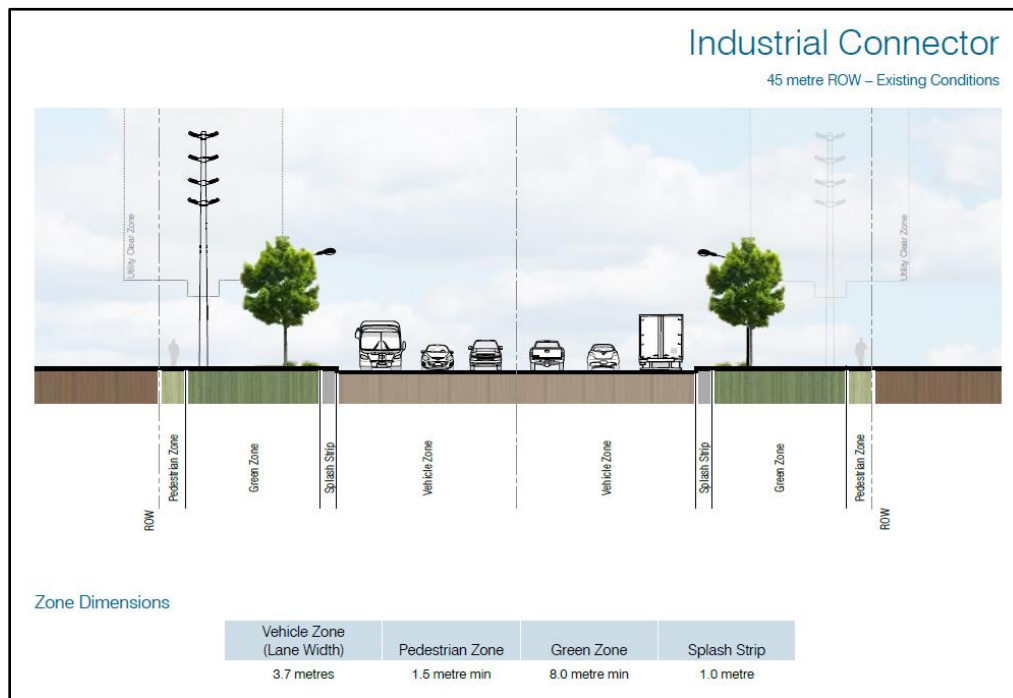 Industrial Connector
45 metre ROW – Existing Conditions
Utility Clear Zone
Utility Clear Zone
ROW
Pedestrian Zone
Green Zone
Splash Strip
Vehicle Zone
Vehicle Zone
Splash Strip
Green Zone
Pedestrian Zone
ROW
Zone Dimensions
Vehicle Zone
(Lane Width) Pedestrian Zone Green Zone Splash Strip
3.7 metres 1.5 metre min 8.0 metre min 1.0 metre